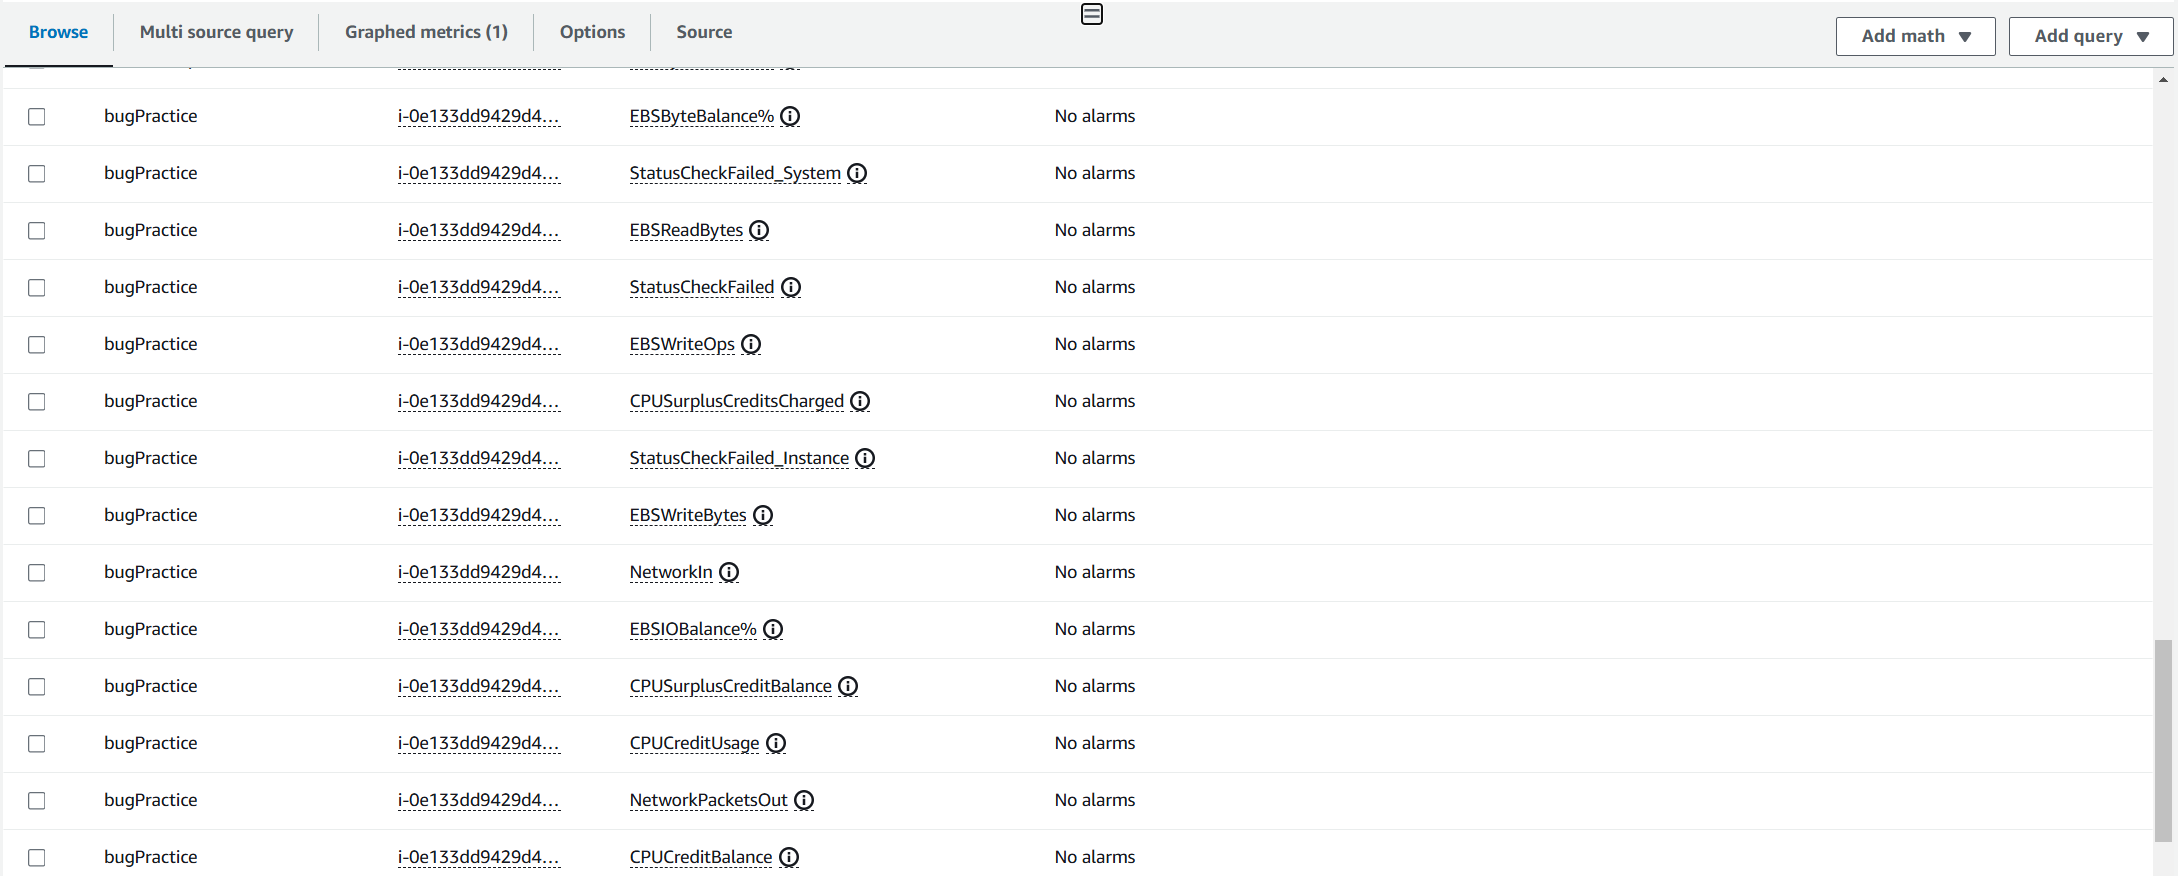 Browse Multi source query Graphed metrics (1) Options Source Add math Add query
bugPractice i-0e133dd9429d4... EBSByteBalance% No alarms
bugPractice i-0e133dd9429d4... StatusCheckFailed_System No alarms
bugPractice i-0e133dd9429d4... EBSReadBytes No alarms
bugPractice i-0e133dd9429d4... StatusCheckFailed No alarms
bugPractice i-0e133dd9429d4... EBSWriteOps No alarms
bugPractice i-0e133dd9429d4... CPUSurplusCreditsCharged No alarms
bugPractice i-0e133dd9429d4... StatusCheckFailed_Instance No alarms
bugPractice i-0e133dd9429d4... EBSWriteBytes No alarms
bugPractice i-0e133dd9429d4... NetworkIn No alarms
bugPractice i-0e133dd9429d4... EBSIOBalance% No alarms
bugPractice i-0e133dd9429d4... CPUSurplusCreditBalance No alarms
bugPractice i-0e133dd9429d4... CPUCreditUsage No alarms
bugPractice i-0e133dd9429d4... NetworkPacketsOut No alarms
bugPractice i-0e133dd9429d4... CPUCreditBalance No alarms